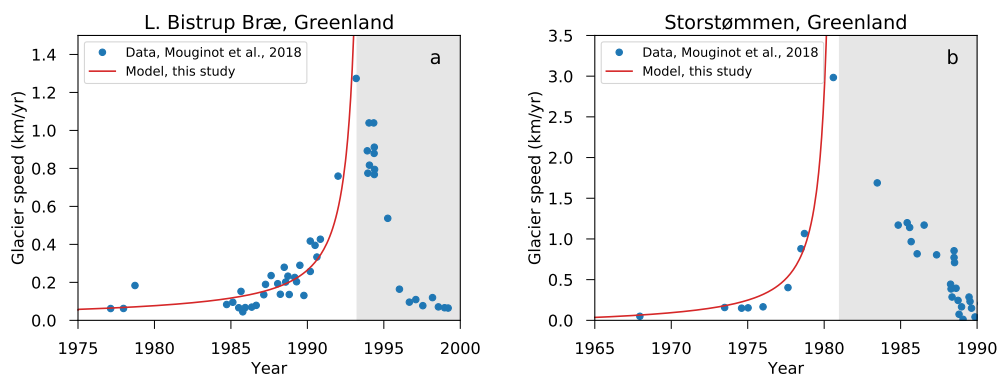 L. Bistrup Bræ, Greenland
Data, Mouginot et al., 2018
Model, this study
a
Glacier speed (km/yr)
1.4
1.2
1.0
0.8
0.6
0.4
0.2
0.0
1975 1980 1985 1990 1995 2000
Year
Storstømmen, Greenland
Data, Mouginot et al., 2018
Model, this study
b
Glacier speed (km/yr)
3.5
3.0
2.5
2.0
1.5
1.0
0.5
0.0
1965 1970 1975 1980 1985 1990
Year